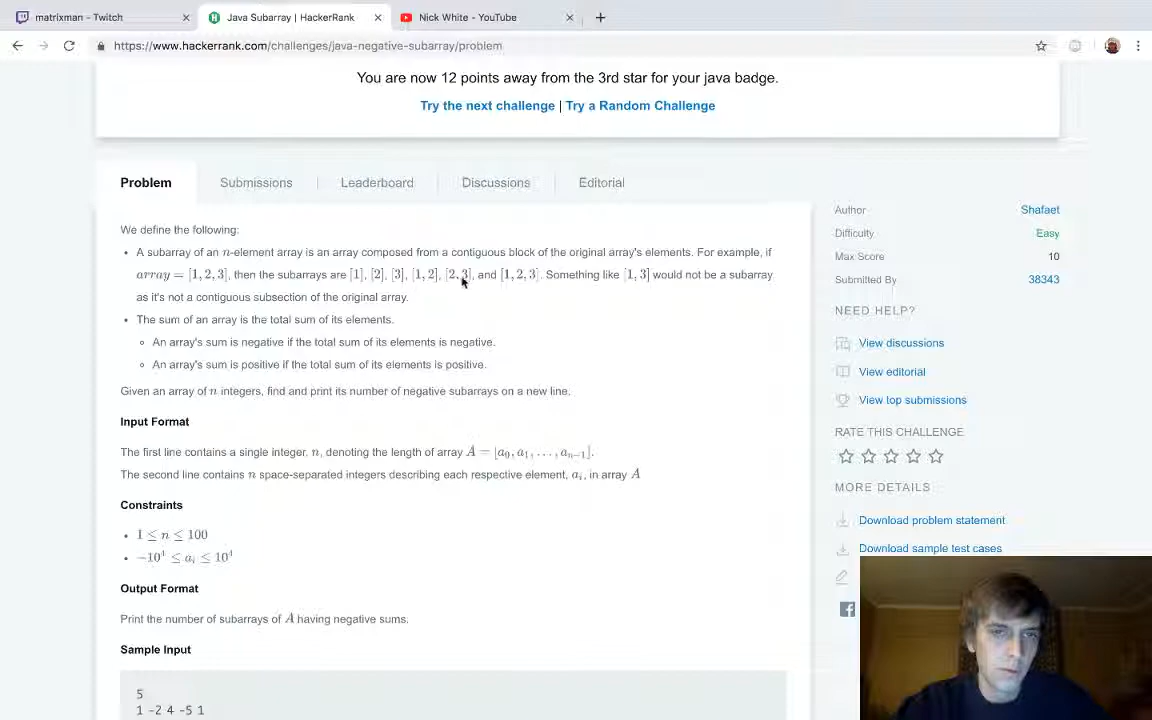 matrixman - Twitch
Java Subarray | HackerRank
Nick White - YouTube
https://www.hackerrank.com/challenges/java-negative-subarray/problem
You are now 12 points away from the 3rd star for your java badge.
Try the next challenge | Try a Random Challenge
Problem
Submissions
Leaderboard
Discussions
Editorial
We define the following:
• A subarray of an n-element array is an array composed from a contiguous block of the original array's elements. For example, if
array = [1, 2, 3], then the subarrays are [1], [2], [3], [1, 2], [2, 3], and [1, 2, 3]. Something like [1, 3] would not be a subarray
as it's not a contiguous subsection of the original array.
• The sum of an array is the total sum of its elements.
◦ An array's sum is negative if the total sum of its elements is negative.
◦ An array's sum is positive if the total sum of its elements is positive.
Given an array of n integers, find and print its number of negative subarrays on a new line.
Input Format
The first line contains a single integer, n, denoting the length of array A = [a₀, a₁, . . . , aₙ₋₁].
The second line contains n space-separated integers describing each respective element, aᵢ, in array A
Constraints
• 1 ≤ n ≤ 100
• −10⁴ ≤ aᵢ ≤ 10⁴
Output Format
Print the number of subarrays of A having negative sums.
Sample Input
5
1 -2 4 -5 1
Author
Shafaet
Difficulty
Easy
Max Score
10
Submitted By
38343
NEED HELP?
View discussions
View editorial
View top submissions
RATE THIS CHALLENGE
MORE DETAILS
Download problem statement
Download sample test cases